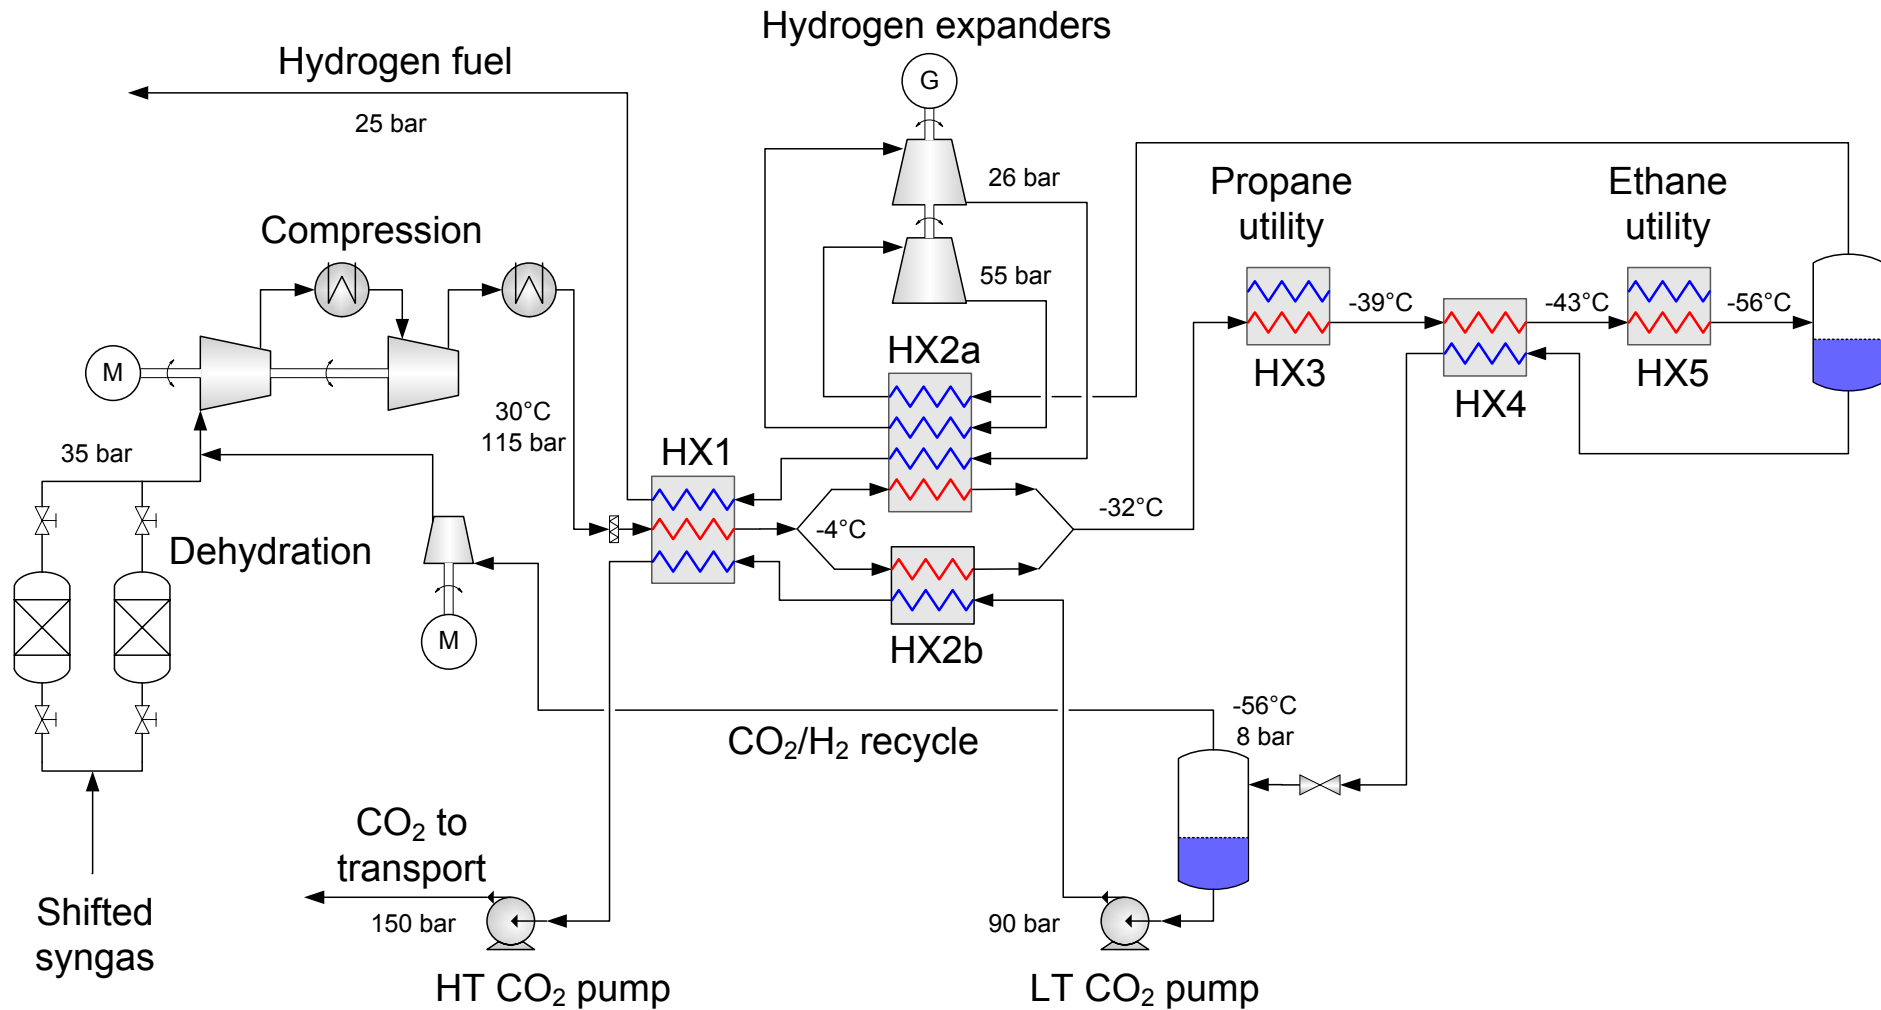 Hydrogen expanders
Hydrogen fuel
G
25 bar
26 bar
Propane
utility
Ethane
utility
Compression
55 bar
-39°C
-43°C
-56°C
HX2a
M
HX3
HX4
HX5
30°C
115 bar
35 bar
HX1
-4°C
-32°C
Dehydration
M
HX2b
-56°C
8 bar
CO₂/H₂ recycle
CO₂ to
transport
150 bar
90 bar
Shifted
syngas
HT CO₂ pump
LT CO₂ pump